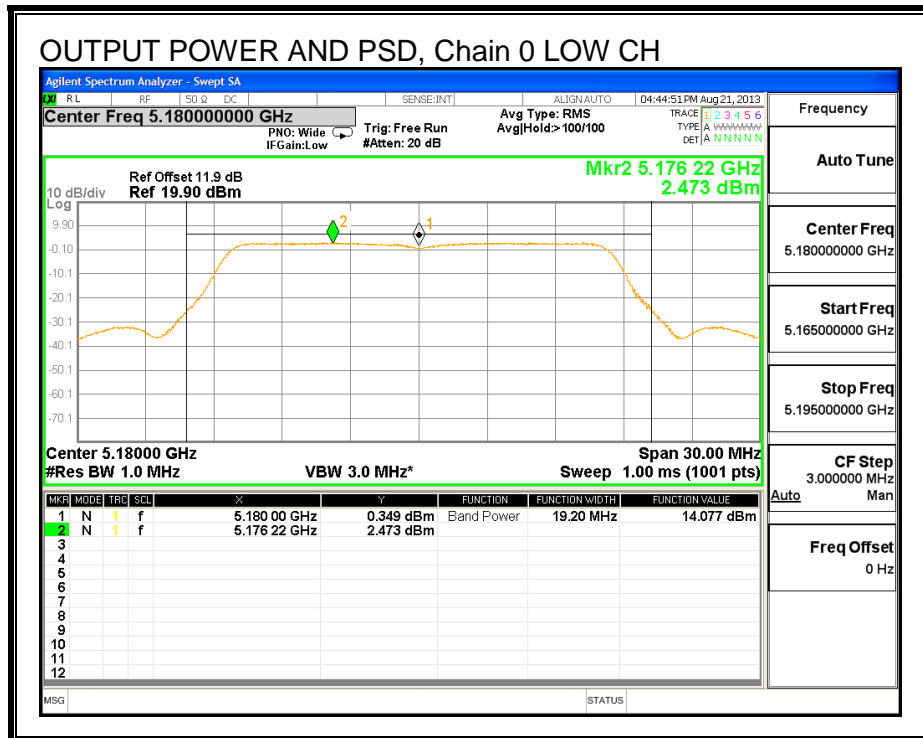 OUTPUT POWER AND PSD, Chain 0 LOW CH
Agilent Spectrum Analyzer - Swept SA
LXI RL RF 50 Ω DC SENSE:INT ALIGN AUTO 04:44:51 PM Aug 21, 2013
Center Freq 5.180000000 GHz
PNO: Wide
IFGain:Low
Trig: Free Run
#Atten: 20 dB
Avg Type: RMS
Avg|Hold:>100/100
TRACE 1 2 3 4 5 6
TYPE A WWWWW
DET A N N N N N
Mkr2 5.176 22 GHz
2.473 dBm
Ref Offset 11.9 dB
10 dB/div Ref 19.90 dBm
Log
9.90
-0.10
-10.1
-20.1
-30.1
-40.1
-50.1
-60.1
-70.1
2
1
Center 5.18000 GHz Span 30.00 MHz
#Res BW 1.0 MHz VBW 3.0 MHz* Sweep 1.00 ms (1001 pts)
MKR MODE TRC SCL X Y FUNCTION FUNCTION WIDTH FUNCTION VALUE
1 N 1 f 5.180 00 GHz 0.349 dBm Band Power 19.20 MHz 14.077 dBm
2 N 1 f 5.176 22 GHz 2.473 dBm
3
4
5
6
7
8
9
10
11
12
MSG STATUS
Frequency
Auto Tune
Center Freq
5.180000000 GHz
Start Freq
5.165000000 GHz
Stop Freq
5.195000000 GHz
CF Step
3.000000 MHz
Auto Man
Freq Offset
0 Hz